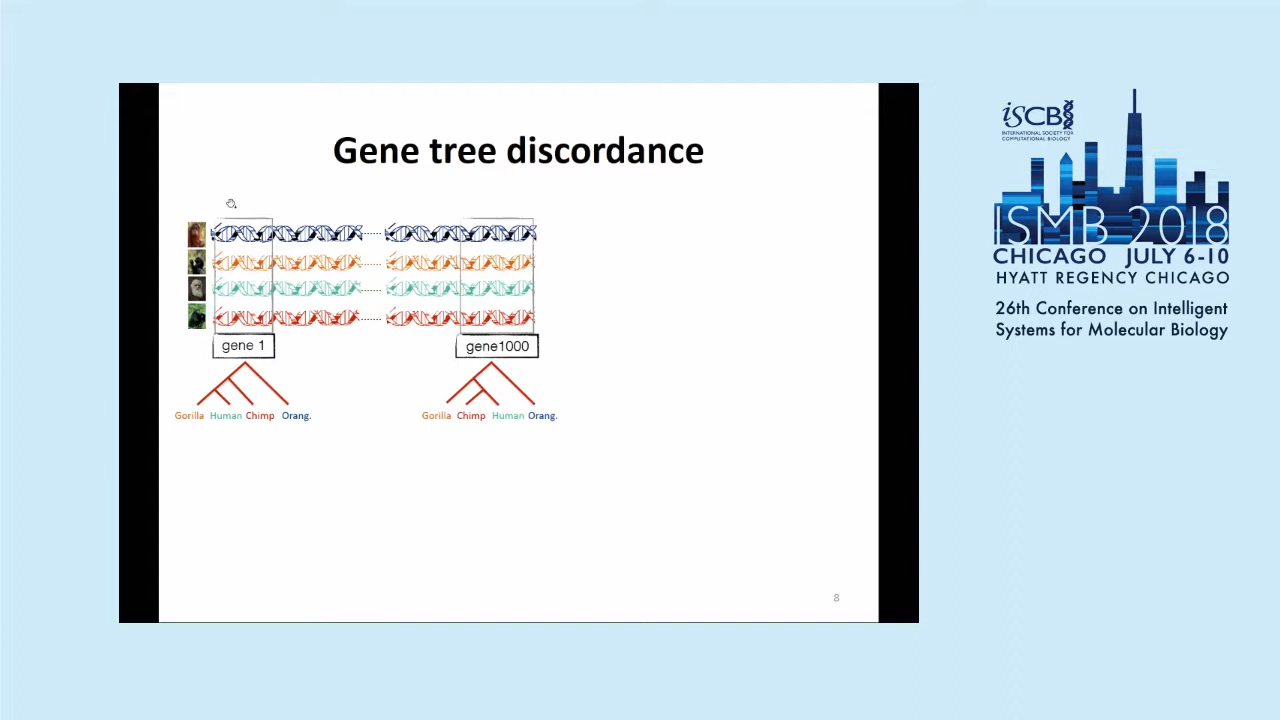 Gene tree discordance
gene 1
gene1000
Gorilla Human Chimp Orang.
Gorilla Chimp Human Orang.
8
iSCB
INTERNATIONAL SOCIETY FOR
COMPUTATIONAL BIOLOGY
ISMB 2018
CHICAGO JULY 6-10
HYATT REGENCY CHICAGO
26th Conference on Intelligent
Systems for Molecular Biology